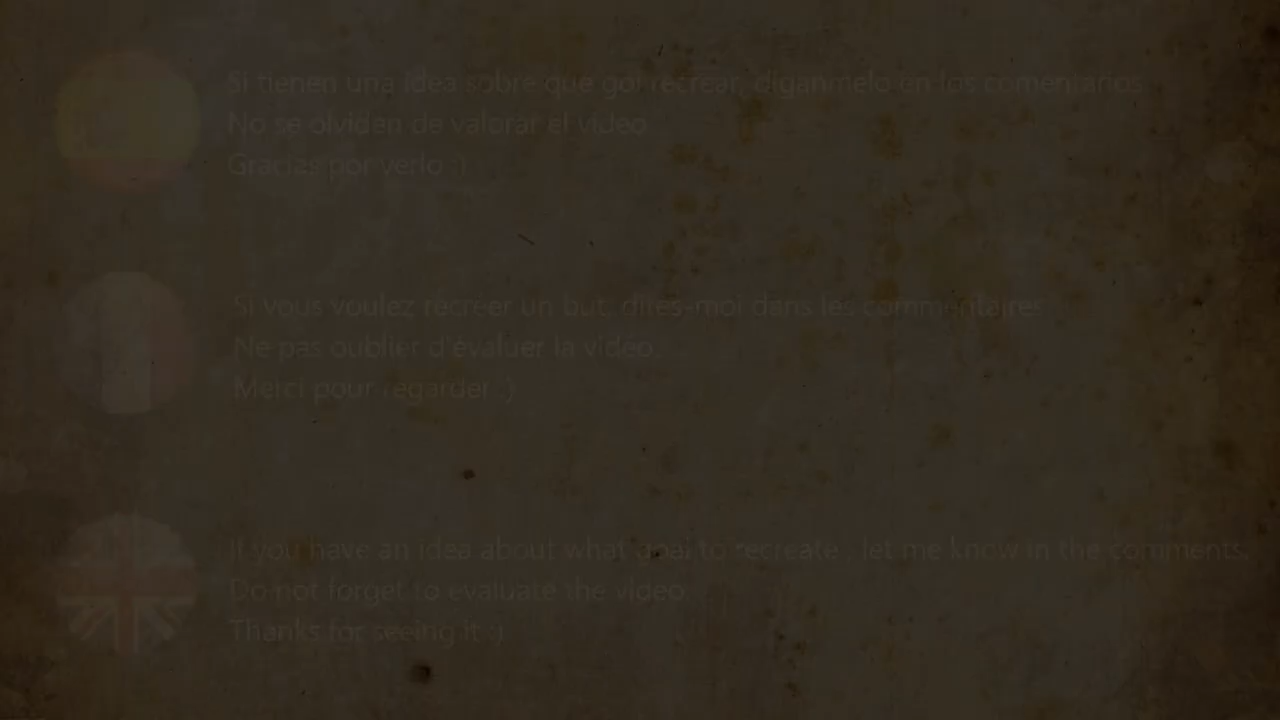 Si tienen una idea sobre que gol recrear, diganmelo en los comentarios
No se olviden de valorar el video
Gracias por verlo :)
Si vous voulez recréer un but, dites-moi dans les commentaires
Ne pas oublier d'évaluer la vidéo.
Merci pour regarder :)
If you have an idea about what goal to recreate, let me know in the comments.
Do not forget to evaluate the video.
Thanks for seeing it :)